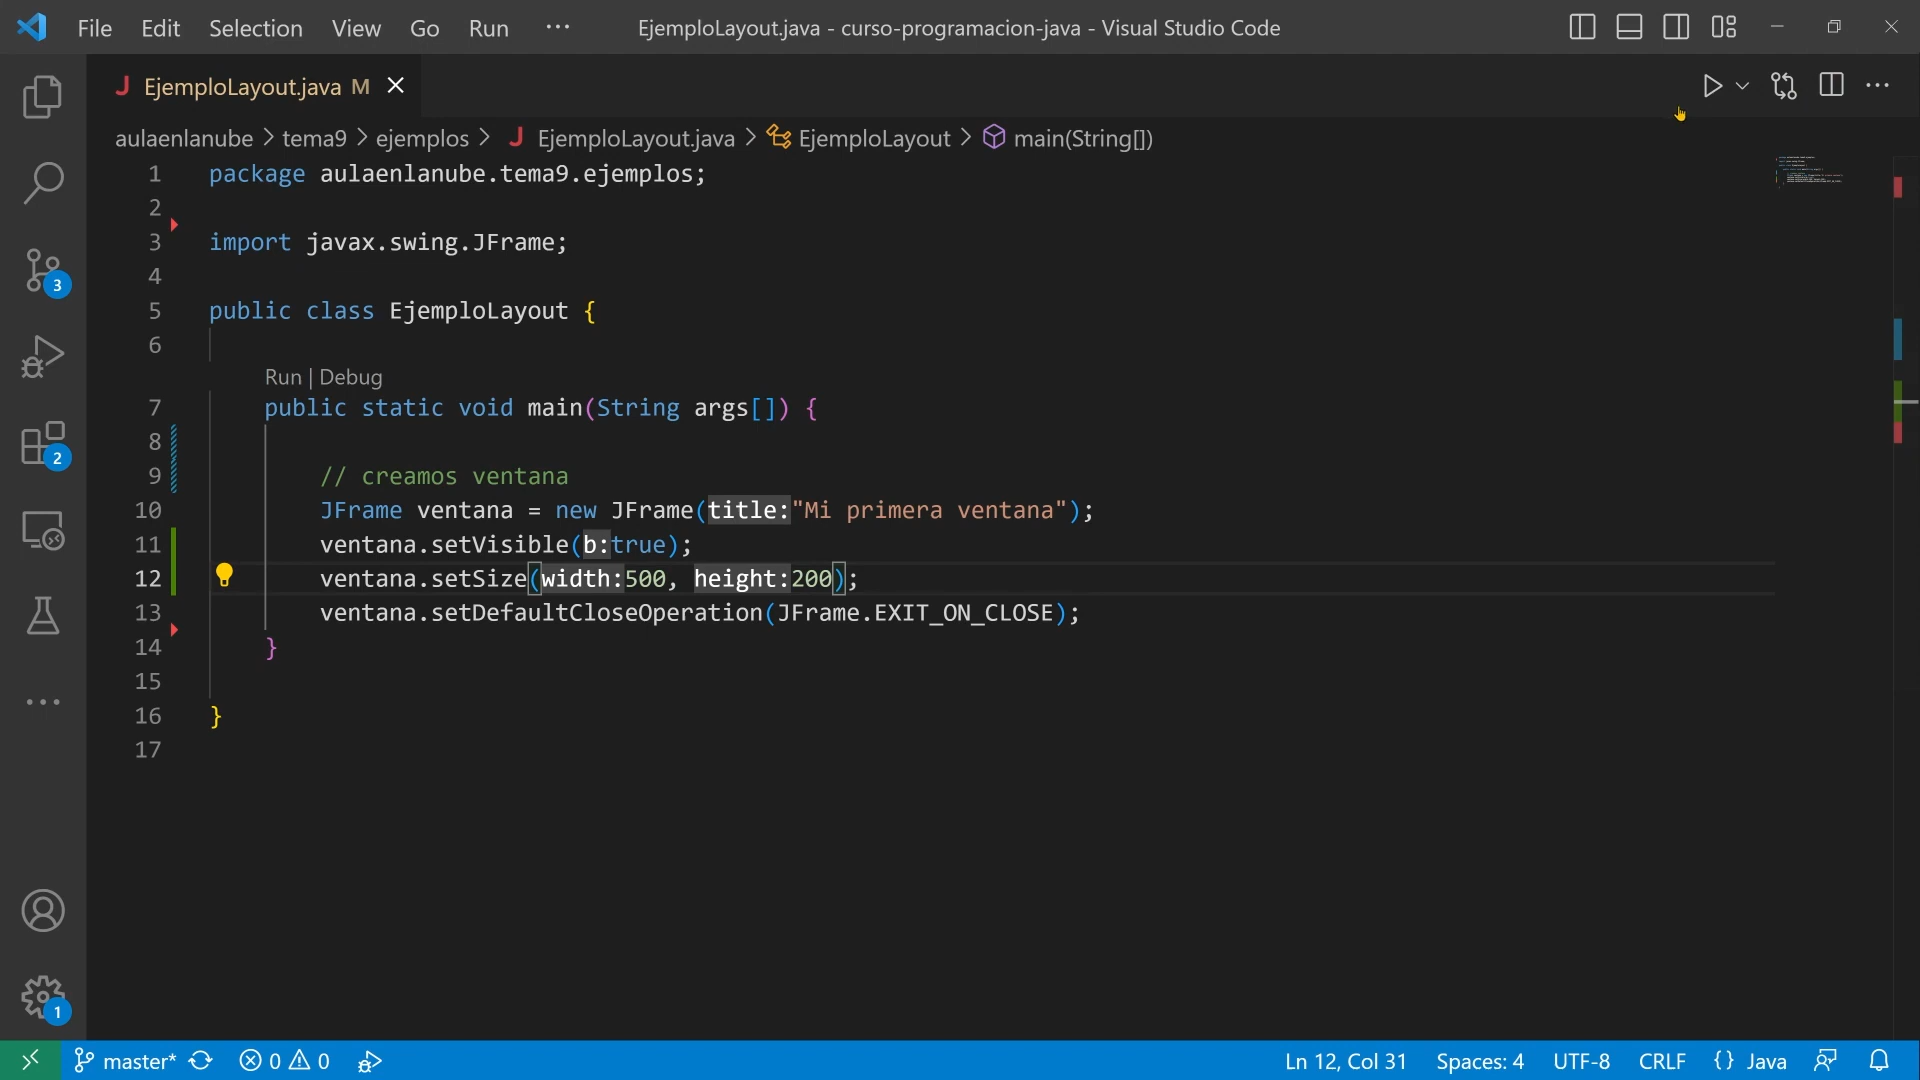 File Edit Selection View Go Run ··· EjemploLayout.java - curso-programacion-java - Visual Studio Code
J EjemploLayout.java M
aulaenlanube > tema9 > ejemplos > J EjemploLayout.java > EjemploLayout > main(String[])
1 package aulaenlanube.tema9.ejemplos;
2
3 import javax.swing.JFrame;
4
5 public class EjemploLayout {
6
Run | Debug
7 public static void main(String args[]) {
8
9 // creamos ventana
10 JFrame ventana = new JFrame(title:"Mi primera ventana");
11 ventana.setVisible(b:true);
12 ventana.setSize(width:500, height:200);
13 ventana.setDefaultCloseOperation(JFrame.EXIT_ON_CLOSE);
14 }
15
16 }
17
3
2
1
master* 0 0 Ln 12, Col 31 Spaces: 4 UTF-8 CRLF {} Java